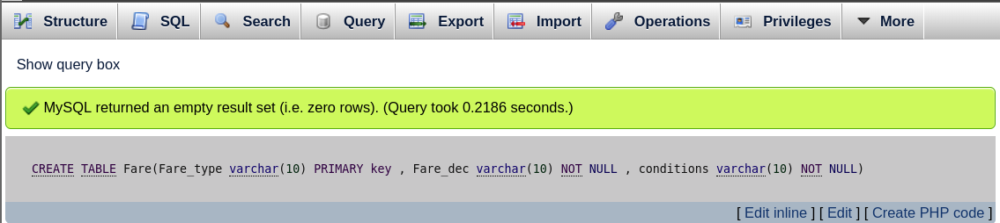 Structure SQL Search Query Export Import Operations Privileges More
Show query box
MySQL returned an empty result set (i.e. zero rows). (Query took 0.2186 seconds.)
CREATE TABLE Fare(Fare_type varchar(10) PRIMARY key , Fare_dec varchar(10) NOT NULL , conditions varchar(10) NOT NULL)
[ Edit inline ] [ Edit ] [ Create PHP code ]